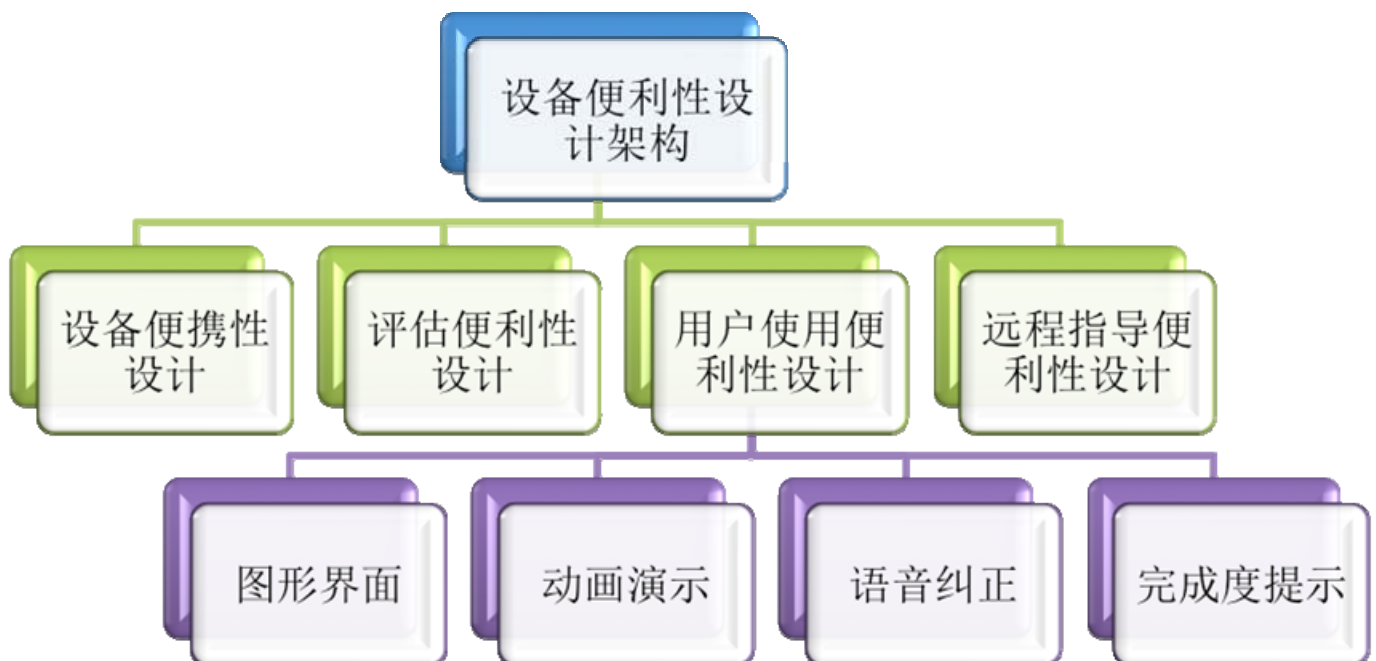 设备便利性设
计架构
设备便携性
设计
评估便利性
设计
用户使用便
利性设计
远程指导便
利性设计
图形界面
动画演示
语音纠正
完成度提示